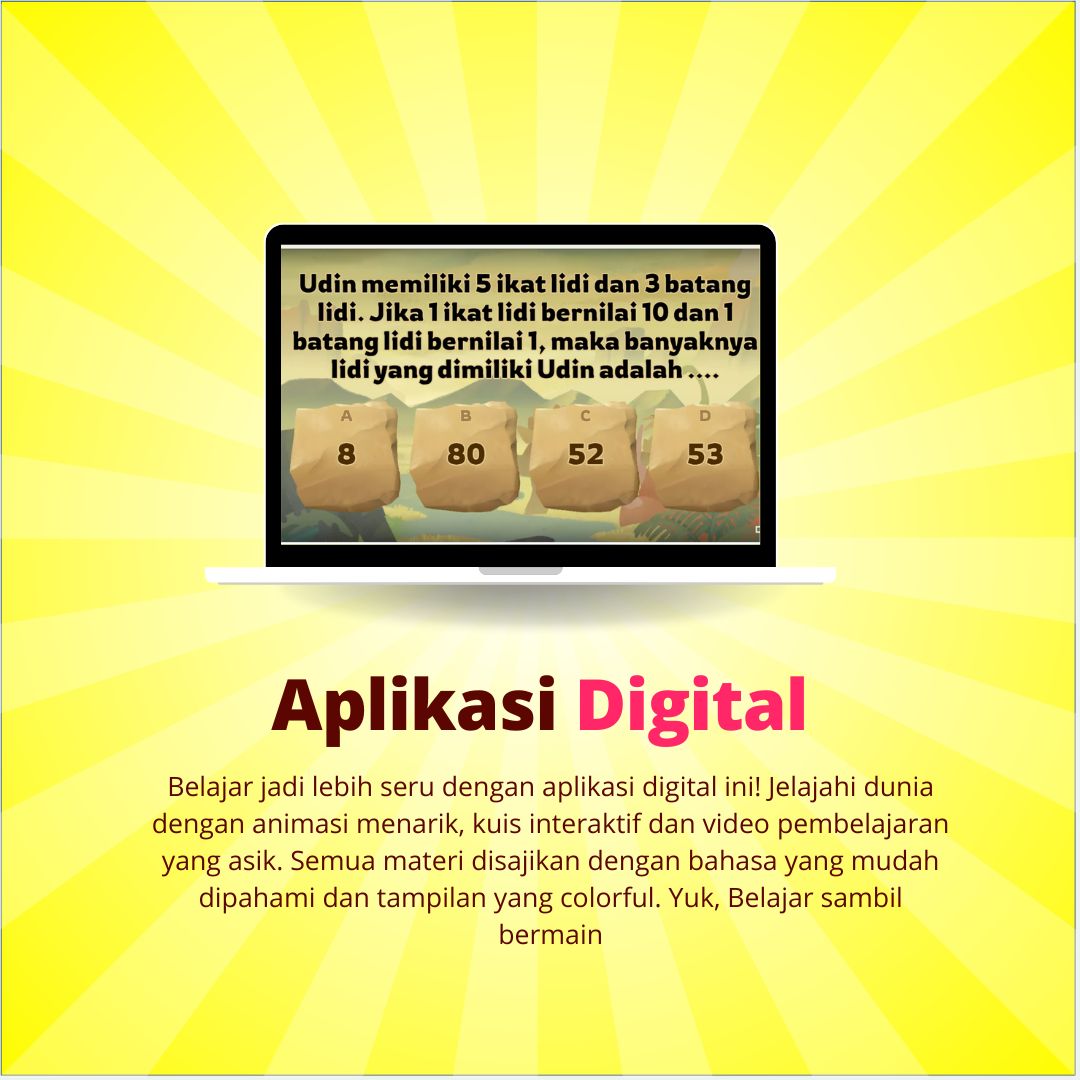 Udin memiliki 5 ikat lidi dan 3 batang
lidi. Jika 1 ikat lidi bernilai 10 dan 1
batang lidi bernilai 1, maka banyaknya
lidi yang dimiliki Udin adalah ....
A B C D
8 80 52 53
Aplikasi Digital
Belajar jadi lebih seru dengan aplikasi digital ini! Jelajahi dunia
dengan animasi menarik, kuis interaktif dan video pembelajaran
yang asik. Semua materi disajikan dengan bahasa yang mudah
dipahami dan tampilan yang colorful. Yuk, Belajar sambil
bermain